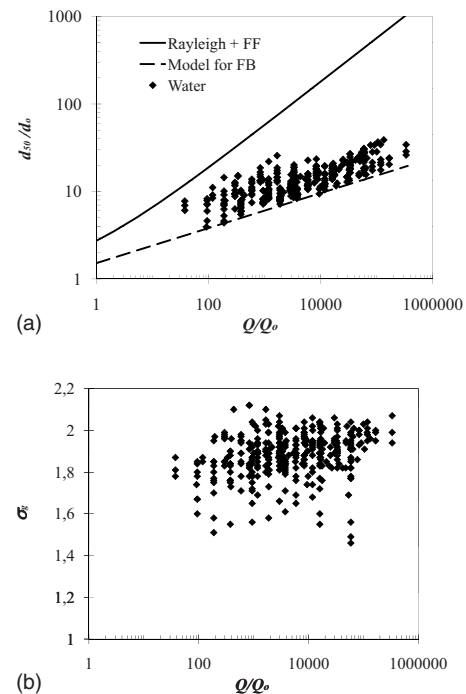 1000
100
10
1
d₅₀/dₒ
Rayleigh + FF
Model for FB
Water
1 100 10000 1000000
Q/Qₒ
(a)
2,2
2
1,8
1,6
1,4
1,2
1
σg
1 100 10000 1000000
Q/Qₒ
(b)